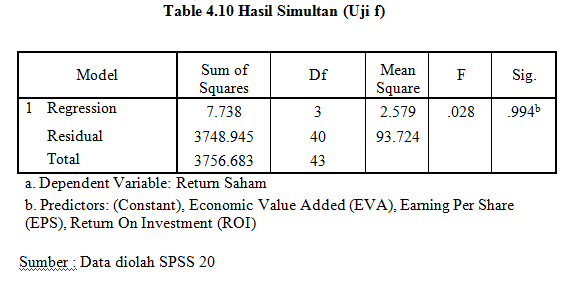 Table 4.10 Hasil Simultan (Uji f)
Model Sum of Squares Df Mean Square F Sig.
1 Regression 7.738 3 2.579 .028 .994b
Residual 3748.945 40 93.724
Total 3756.683 43
a. Dependent Variable: Return Saham
b. Predictors: (Constant), Economic Value Added (EVA), Earning Per Share
(EPS), Return On Investment (ROI)
Sumber : Data diolah SPSS 20